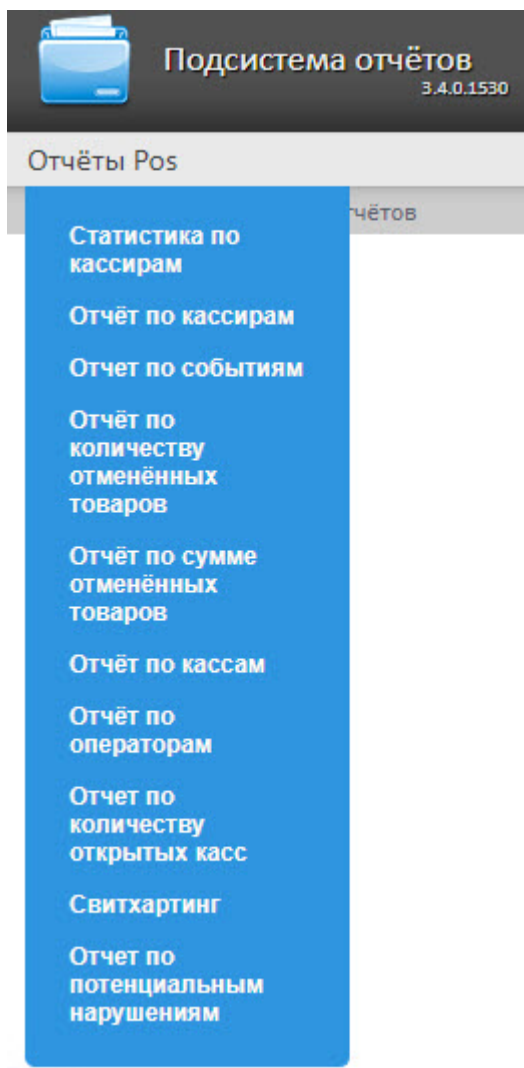 Подсистема отчётов
3.4.0.1530
Отчёты Pos
Статистика по
кассирам
Отчёт по кассирам
Отчет по событиям
Отчёт по
количеству
отменённых
товаров
Отчёт по сумме
отменённых
товаров
Отчёт по кассам
Отчёт по
операторам
Отчет по
количеству
открытых касс
Свитхартинг
Отчет по
потенциальным
нарушениям